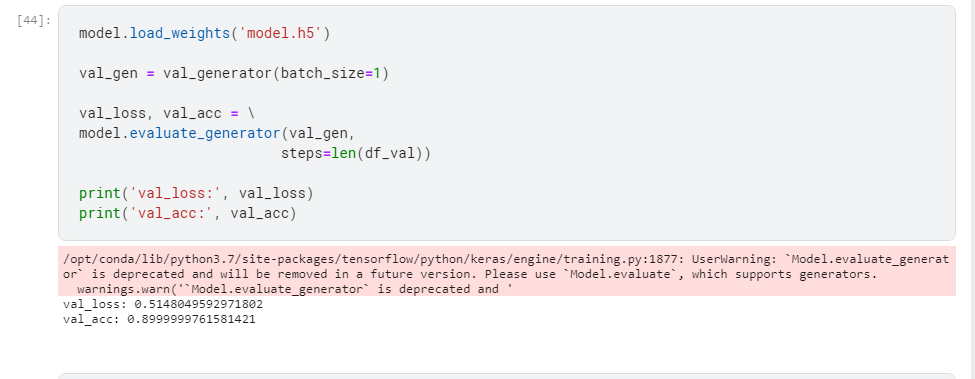 [44]:
model.load_weights('model.h5')
val_gen = val_generator(batch_size=1)
val_loss, val_acc = \
model.evaluate_generator(val_gen,
                         steps=len(df_val))
print('val_loss:', val_loss)
print('val_acc:', val_acc)
/opt/conda/lib/python3.7/site-packages/tensorflow/python/keras/engine/training.py:1877: UserWarning: `Model.evaluate_generat
or` is deprecated and will be removed in a future version. Please use `Model.evaluate`, which supports generators.
  warnings.warn('`Model.evaluate_generator` is deprecated and '
val_loss: 0.5148049592971802
val_acc: 0.8999999761581421